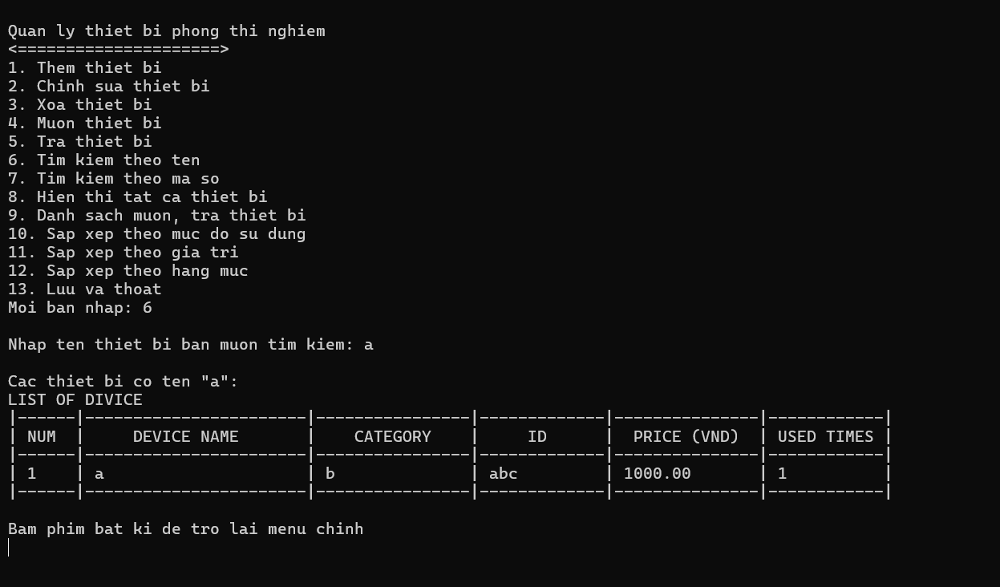 Quan ly thiet bi phong thi nghiem
<=====================>
1. Them thiet bi
2. Chinh sua thiet bi
3. Xoa thiet bi
4. Muon thiet bi
5. Tra thiet bi
6. Tim kiem theo ten
7. Tim kiem theo ma so
8. Hien thi tat ca thiet bi
9. Danh sach muon, tra thiet bi
10. Sap xep theo muc do su dung
11. Sap xep theo gia tri
12. Sap xep theo hang muc
13. Luu va thoat
Moi ban nhap: 6
Nhap ten thiet bi ban muon tim kiem: a
Cac thiet bi co ten "a":
LIST OF DIVICE
|------|-----------------------|----------------|-------------|---------------|------------|
| NUM  |     DEVICE NAME       |    CATEGORY    |     ID      |  PRICE (VND)  | USED TIMES |
|------|-----------------------|----------------|-------------|---------------|------------|
| 1    | a                     | b              | abc         | 1000.00       | 1          |
|------|-----------------------|----------------|-------------|---------------|------------|
Bam phim bat ki de tro lai menu chinh